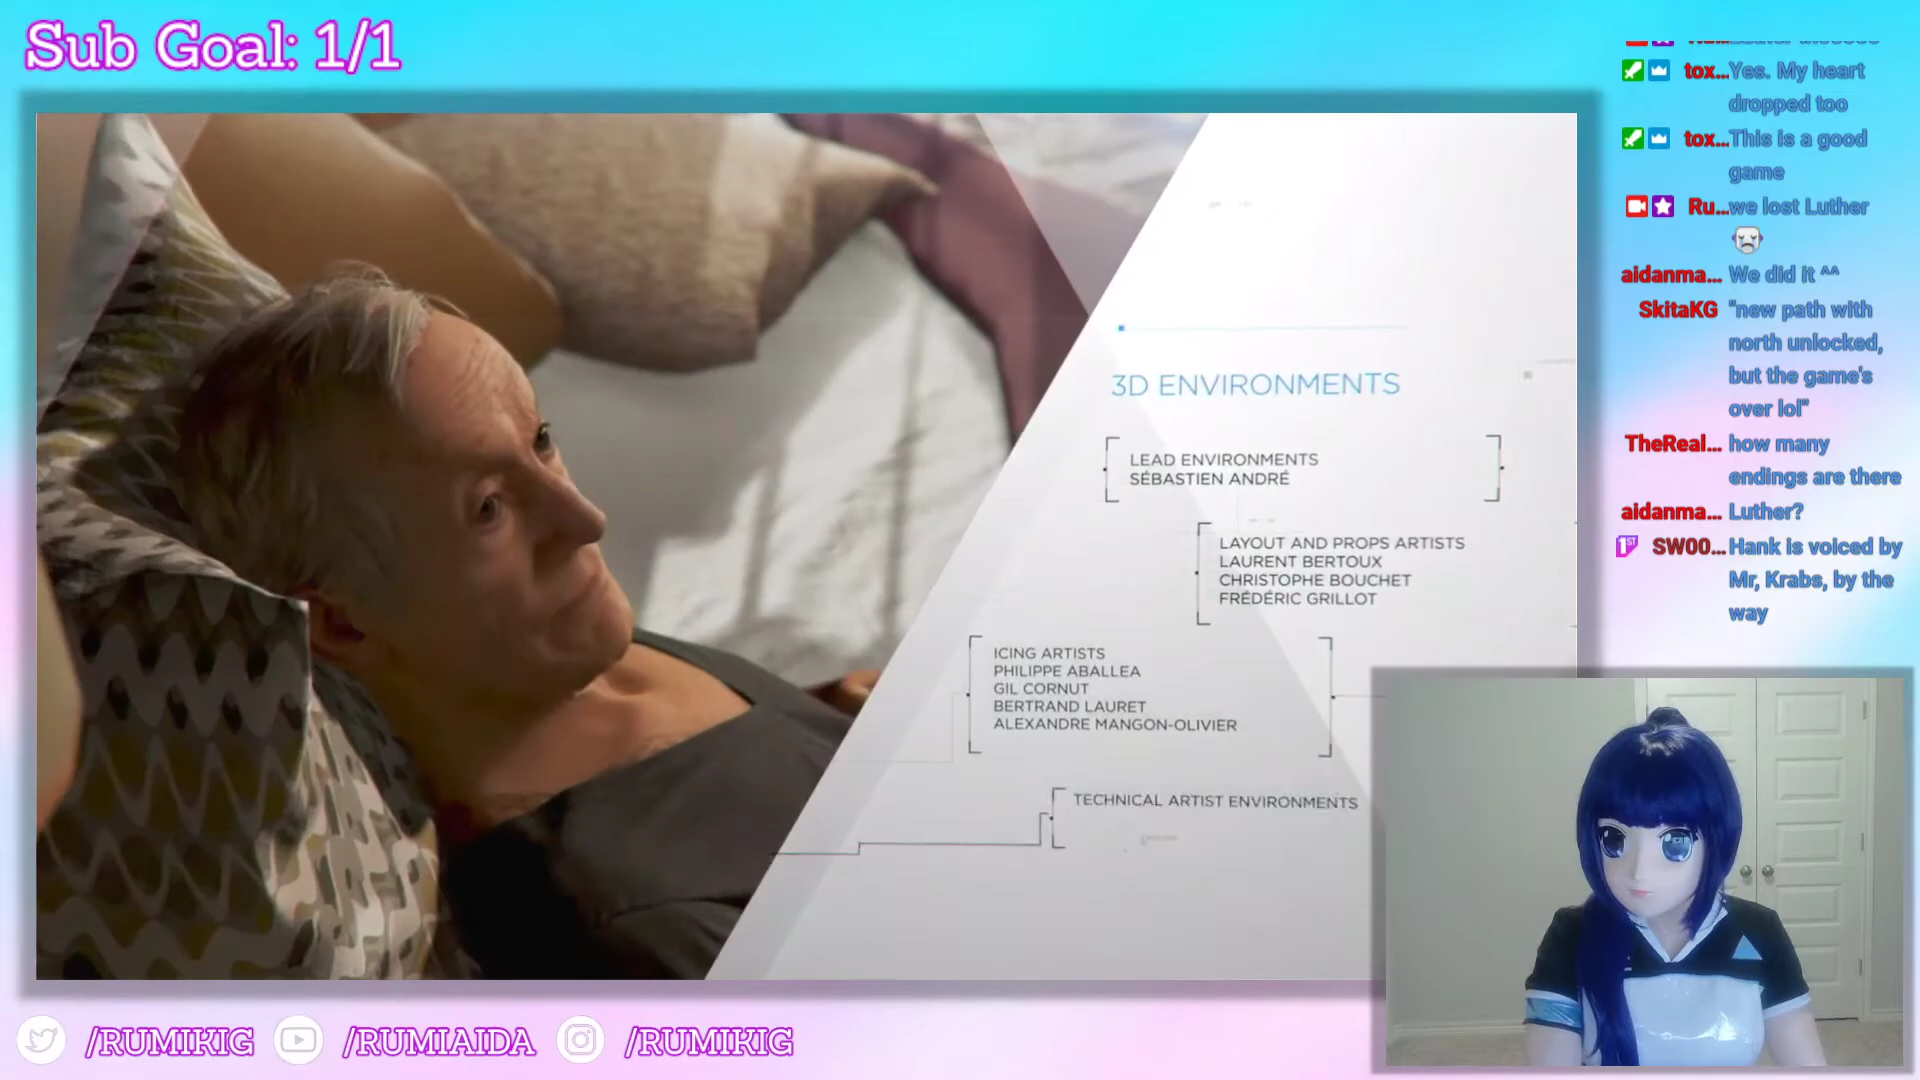 Sub Goal: 1/1
3D ENVIRONMENTS
LEAD ENVIRONMENTS
SÉBASTIEN ANDRÉ
LAYOUT AND PROPS ARTISTS
LAURENT BERTOUX
CHRISTOPHE BOUCHET
FRÉDÉRIC GRILLOT
ICING ARTISTS
PHILIPPE ABALLEA
GIL CORNUT
BERTRAND LAURET
ALEXANDRE MANGON-OLIVIER
TECHNICAL ARTIST ENVIRONMENTS
tox... Yes. My heart
dropped too
tox... This is a good
game
Ru... we lost Luther
aidanma... We did it ^^
SkitaKG "new path with
north unlocked,
but the game's
over lol"
TheReal... how many
endings are there
aidanma... Luther?
1ST SW00... Hank is voiced by
Mr, Krabs, by the
way
/RUMIKIG /RUMIAIDA /RUMIKIG